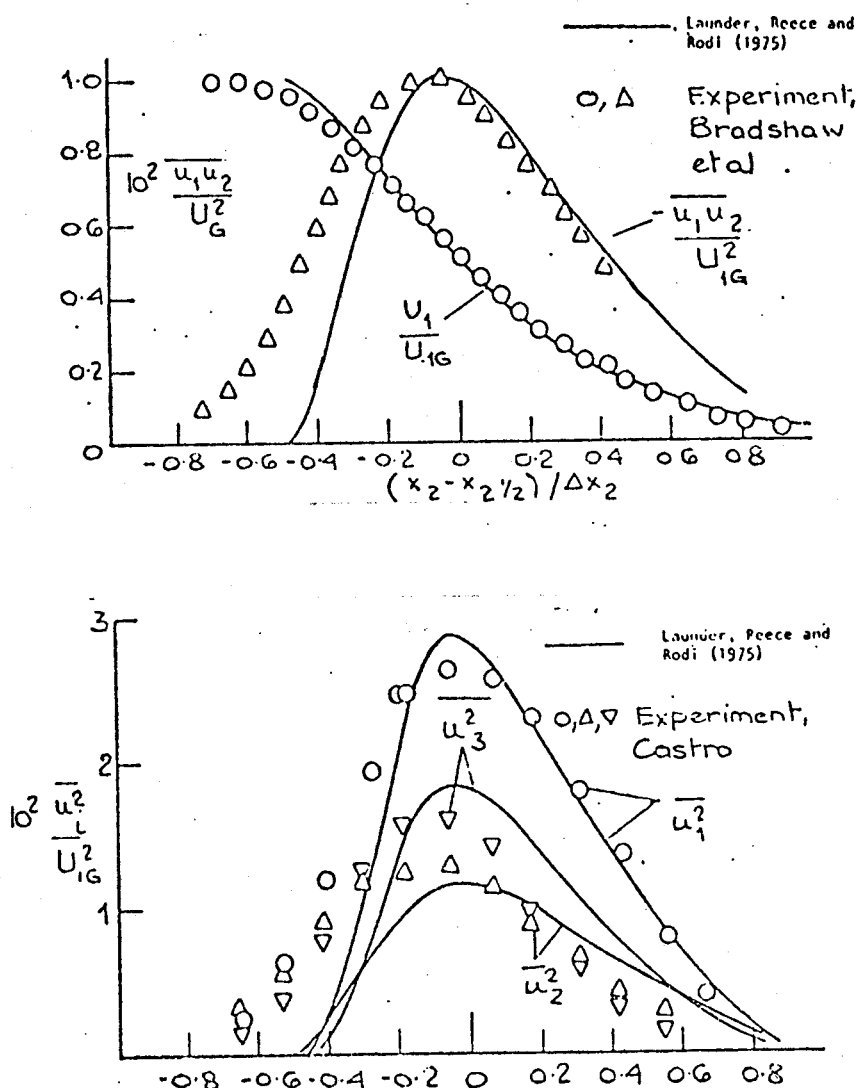 Launder, Reece and
Rodi (1975)
O, Δ Experiment,
Bradshaw
et al.
1.0
0.8
10² u₁u₂
U²G
0.6
0.4
0.2
0
- u₁u₂
U²1G
U₁
U1G
-0.8 -0.6 -0.4 -0.2 0 0.2 0.4 0.6 0.8
(x₂ - x₂½) / Δx₂
3
Launder, Reece and
Rodi (1975)
O, Δ, ∇ Experiment,
Castro
u²₃
2
10² u²i
U²1G
u²₁
1
u²₂
-0.8 -0.6 -0.4 -0.2 0 0.2 0.4 0.6 0.8